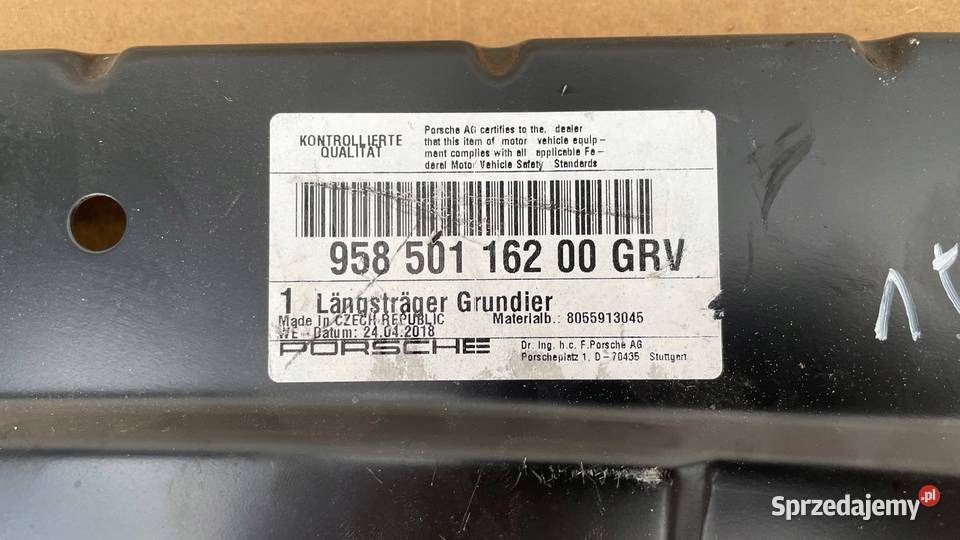 KONTROLLIERTE
QUALITAT
Porsche AG certifies to the, dealer
that this item of motor vehicle equip-
ment complies with all applicable Fe-
deral Motor Vehicle Safety Standards
958 501 162 00 GRV
1 Längsträger Grundier
Made In CZECH REPUBLIC Materialb.: 8055913045
WE-Datum: 24.04.2018
PORSCHE
Dr. Ing. h.c. F.Porsche AG
Porscheplatz 1, D-70435 Stuttgart
Sprzedajemy.pl